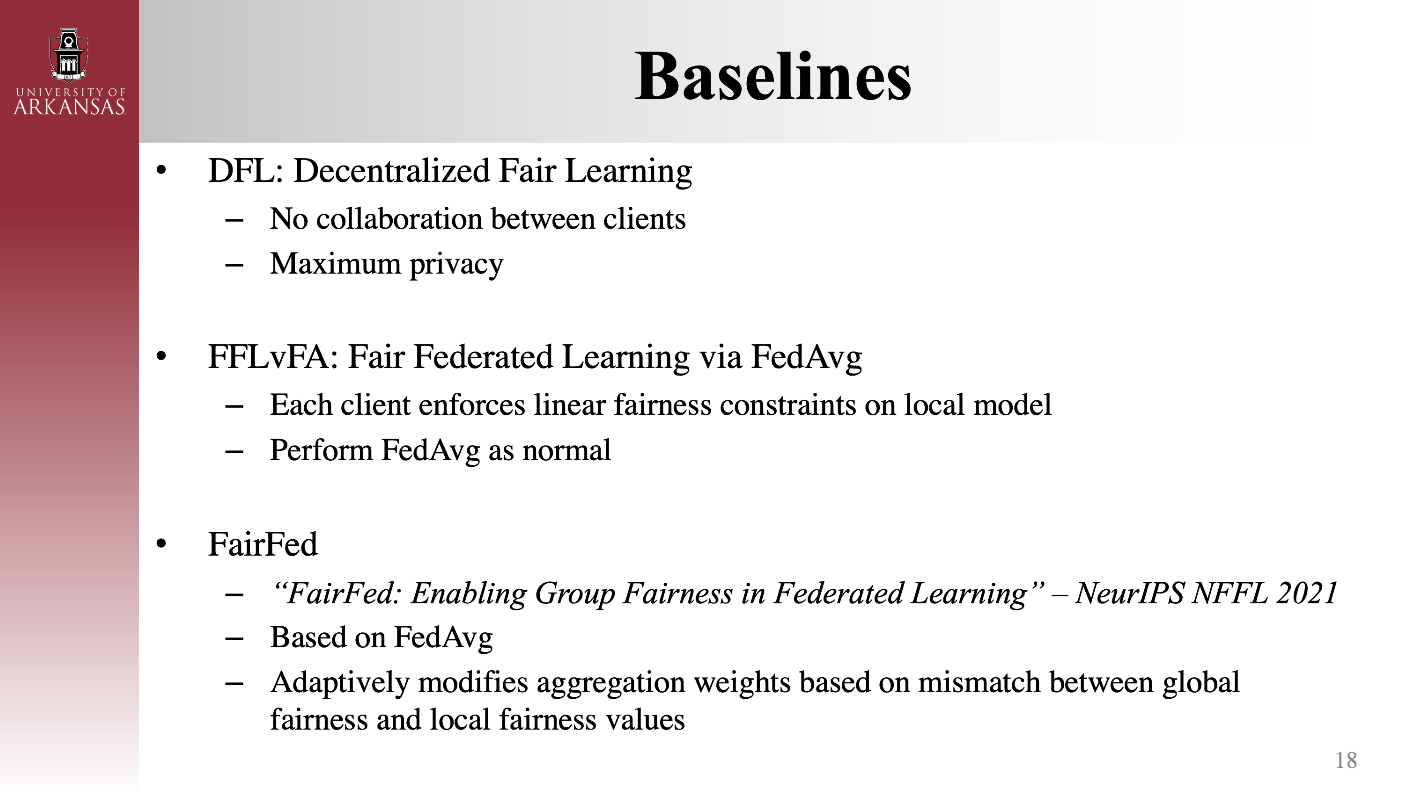 UNIVERSITY OF
ARKANSAS
Baselines
• DFL: Decentralized Fair Learning
– No collaboration between clients
– Maximum privacy
• FFLvFA: Fair Federated Learning via FedAvg
– Each client enforces linear fairness constraints on local model
– Perform FedAvg as normal
• FairFed
– “FairFed: Enabling Group Fairness in Federated Learning” – NeurIPS NFFL 2021
– Based on FedAvg
– Adaptively modifies aggregation weights based on mismatch between global
fairness and local fairness values
18